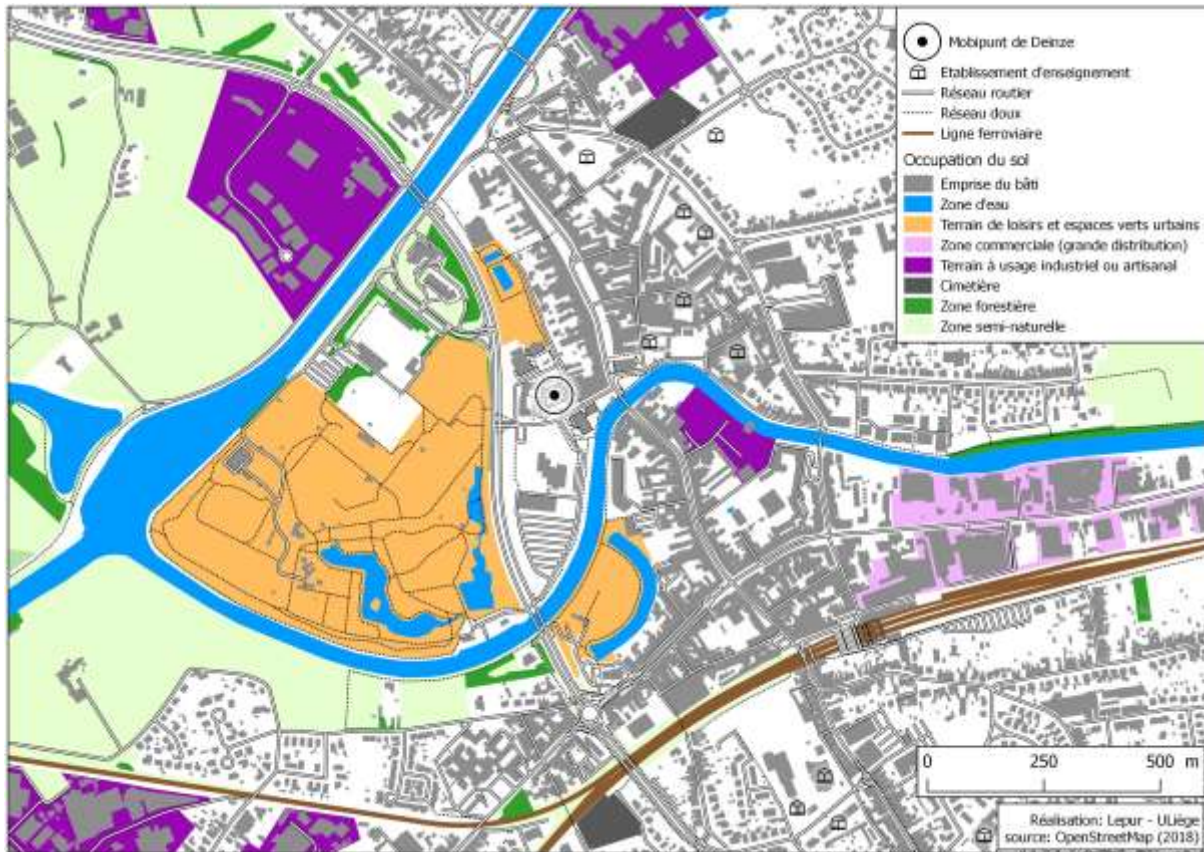 Mobipunt de Deinze
Etablissement d'enseignement
Réseau routier
Réseau doux
Ligne ferroviaire
Occupation du sol
Emprise du bâti
Zone d'eau
Terrain de loisirs et espaces verts urbains
Zone commerciale (grande distribution)
Terrain à usage industriel ou artisanal
Cimetière
Zone forestière
Zone semi-naturelle
0 250 500 m
Réalisation: Lepur - ULiège
source: OpenStreetMap (2018)